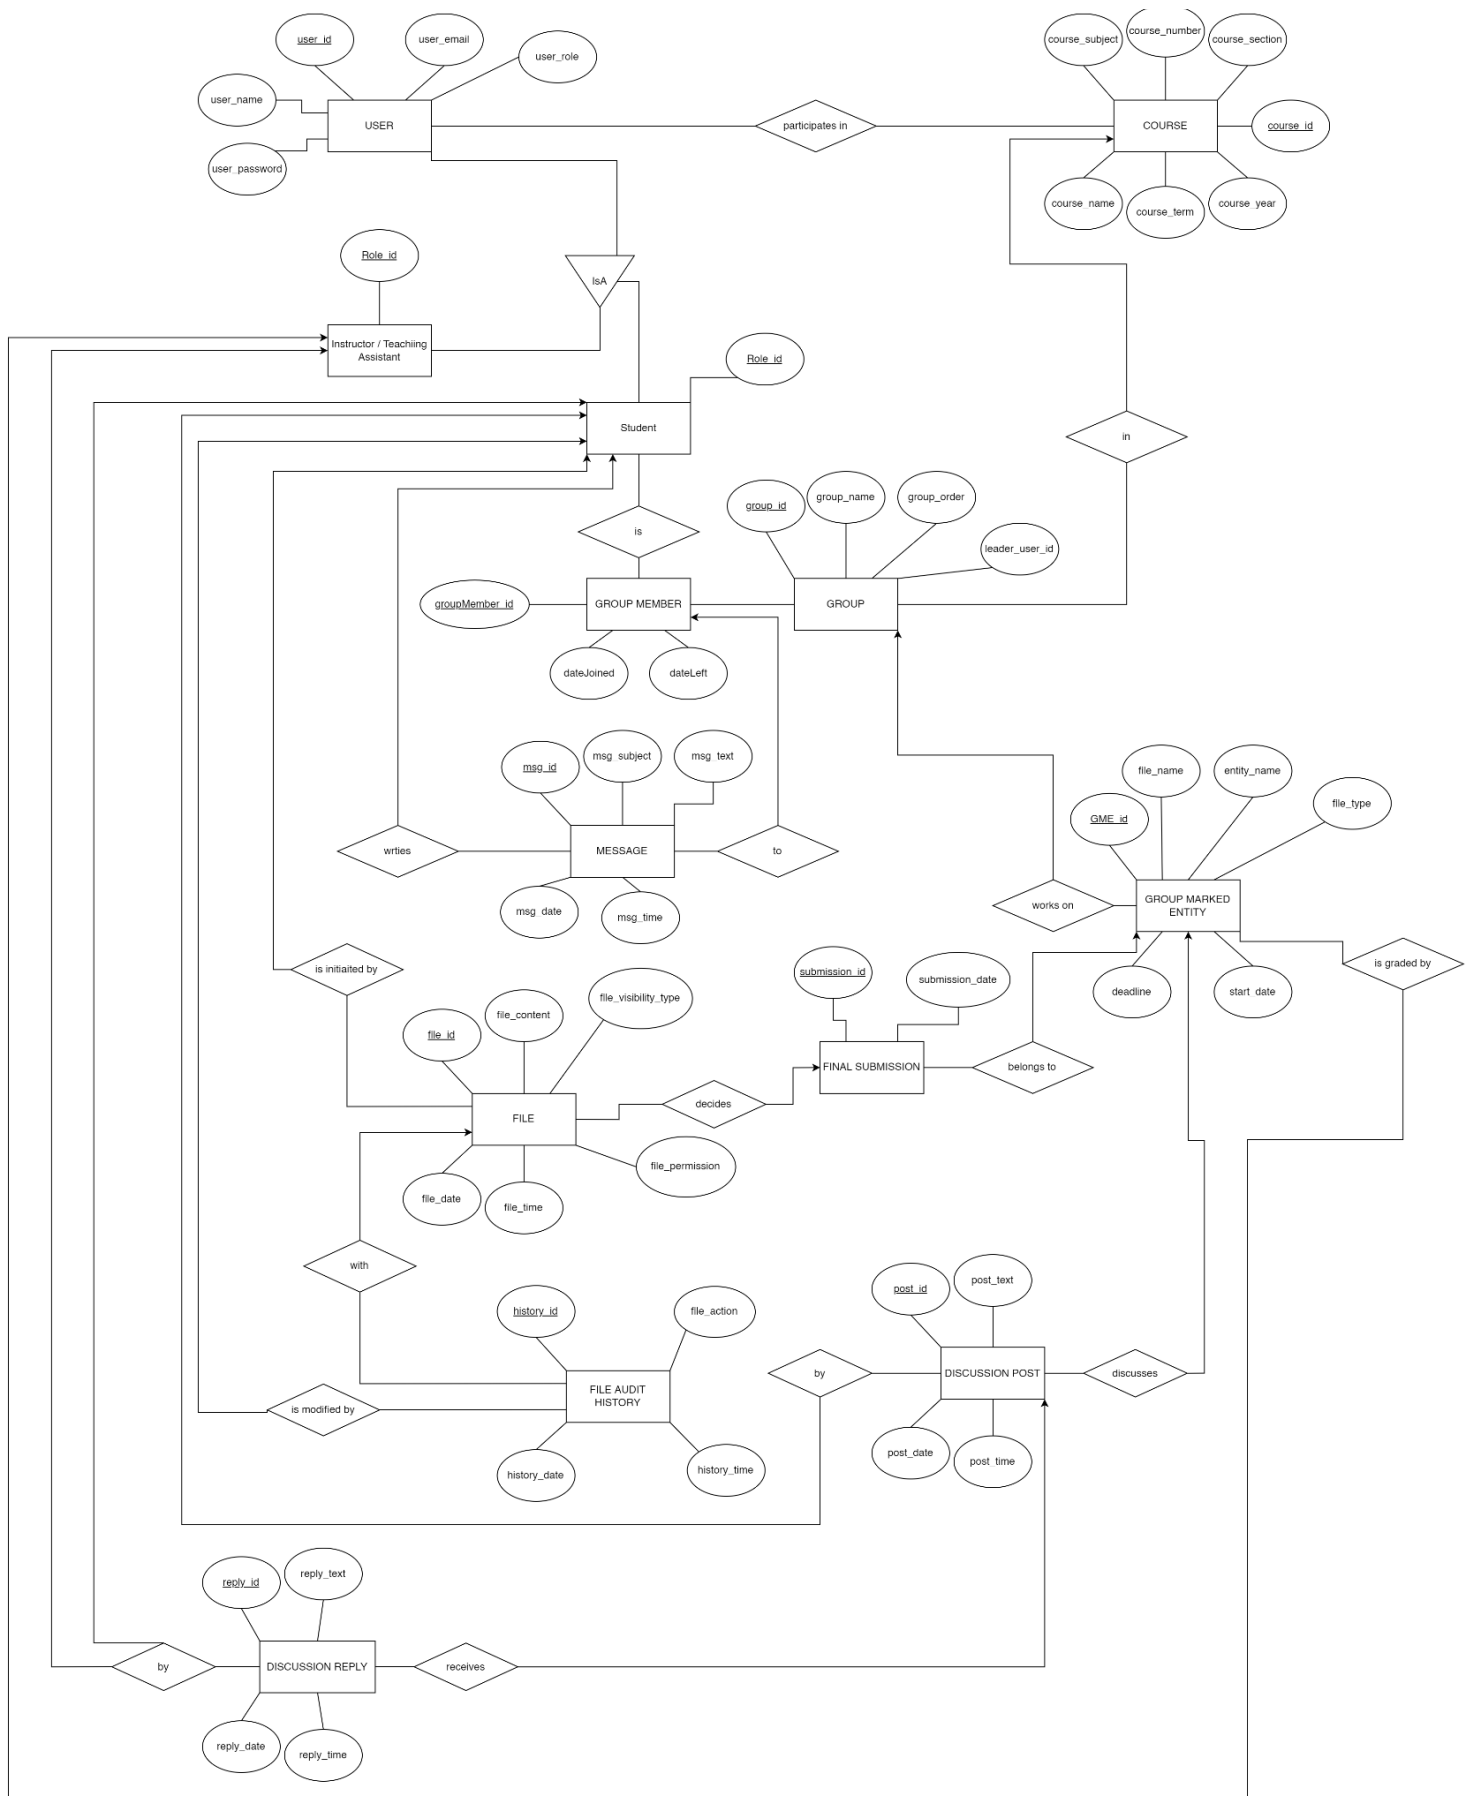 user_id
user_email
user_role
user_name
user_password
USER
participates in
course_subject
course_number
course_section
COURSE
course_id
course_name
course_term
course_year
Role_id
IsA
Instructor / Teachiing
Assistant
Role_id
Student
in
is
group_id
group_name
group_order
leader_user_id
groupMember_id
GROUP MEMBER
GROUP
dateJoined
dateLeft
msg_id
msg_subject
msg_text
wrties
MESSAGE
to
msg_date
msg_time
GME_id
file_name
entity_name
file_type
works on
GROUP MARKED
ENTITY
is graded by
deadline
start_date
is initiaited by
submission_id
submission_date
file_id
file_content
file_visibility_type
FINAL SUBMISSION
belongs to
FILE
decides
file_date
file_time
file_permission
with
history_id
file_action
post_id
post_text
FILE AUDIT
HISTORY
is modified by
by
DISCUSSION POST
discusses
history_date
history_time
post_date
post_time
reply_id
reply_text
by
DISCUSSION REPLY
receives
reply_date
reply_time